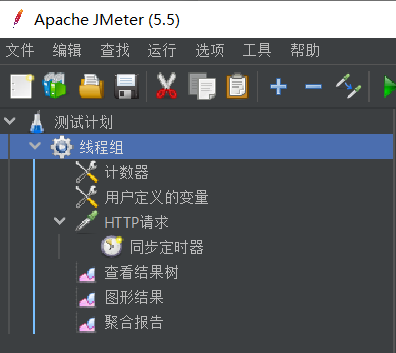 Apache JMeter (5.5)
文件 编辑 查找 运行 选项 工具 帮助
测试计划
线程组
计数器
用户定义的变量
HTTP请求
同步定时器
查看结果树
图形结果
聚合报告